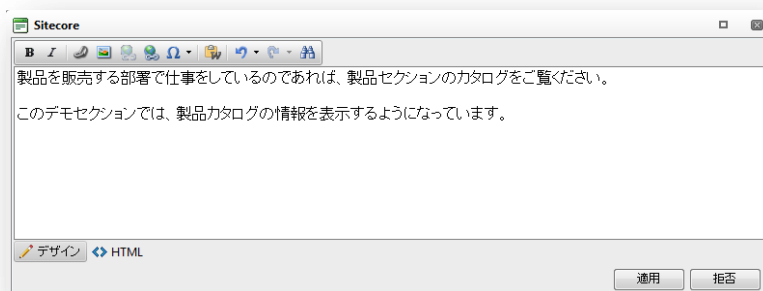 Sitecore
B I Ω
製品を販売する部署で仕事をしているのであれば、製品セクションのカタログをご覧ください。
このデモセクションでは、製品カタログの情報を表示するようになっています。
デザイン <> HTML
適用 拒否